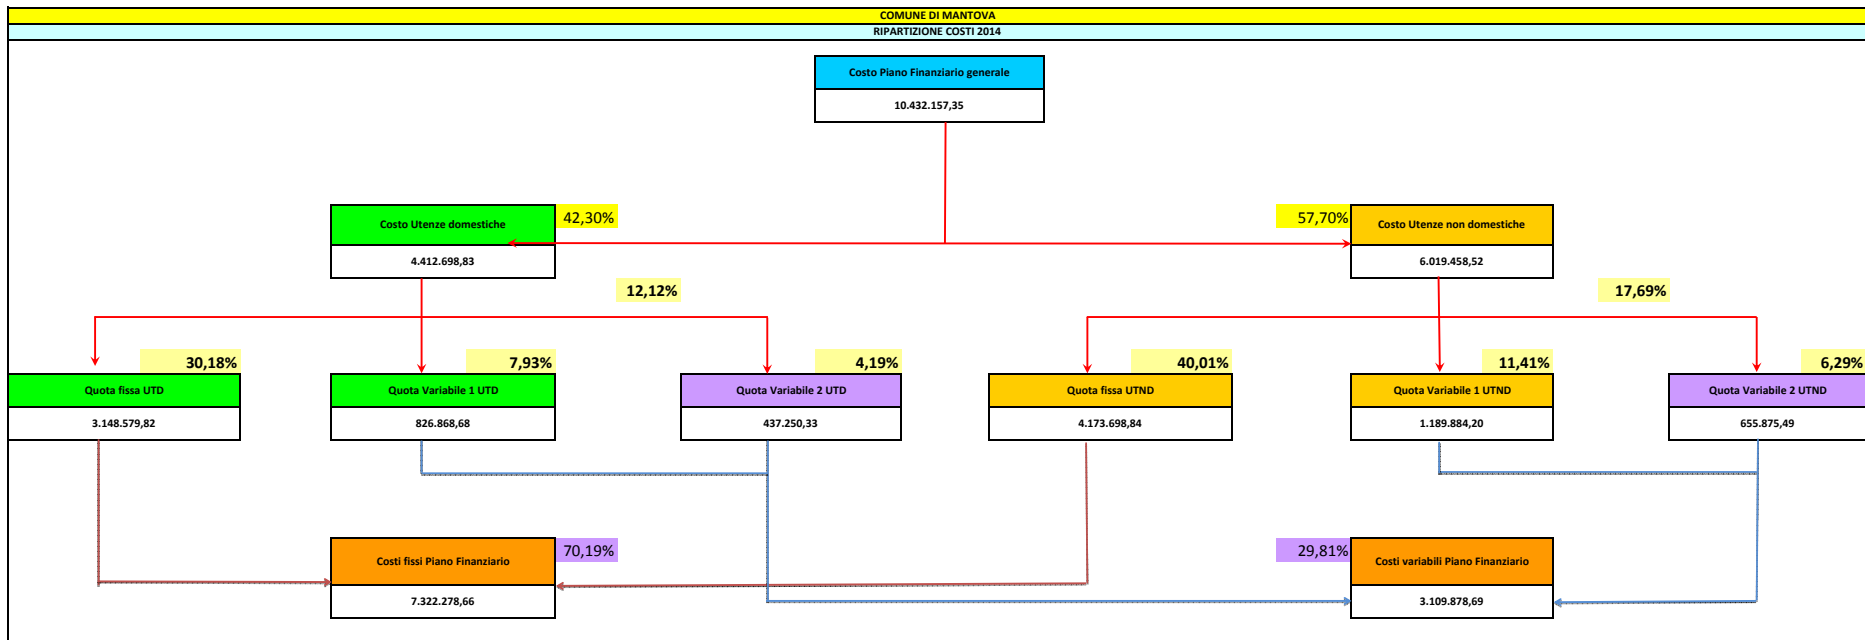 COMUNE DI MANTOVA
RIPARTIZIONE COSTI 2014
Costo Piano Finanziario generale
10.432.157,35
Costo Utenze domestiche
42,30%
57,70%
Costo Utenze non domestiche
4.412.698,83
6.019.458,52
12,12%
17,69%
30,18%
7,93%
4,19%
40,01%
11,41%
6,29%
Quota fissa UTD
Quota Variabile 1 UTD
Quota Variabile 2 UTD
Quota fissa UTND
Quota Variabile 1 UTND
Quota Variabile 2 UTND
3.148.579,82
826.868,68
437.250,33
4.173.698,84
1.189.884,20
655.875,49
Costi fissi Piano Finanziario
70,19%
29,81%
Costi variabili Piano Finanziario
7.322.278,66
3.109.878,69